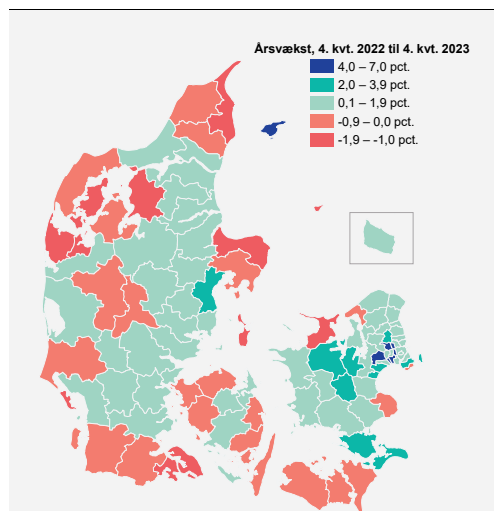 Årsvækst, 4. kvt. 2022 til 4. kvt. 2023
4,0 – 7,0 pct.
2,0 – 3,9 pct.
0,1 – 1,9 pct.
-0,9 – 0,0 pct.
-1,9 – -1,0 pct.